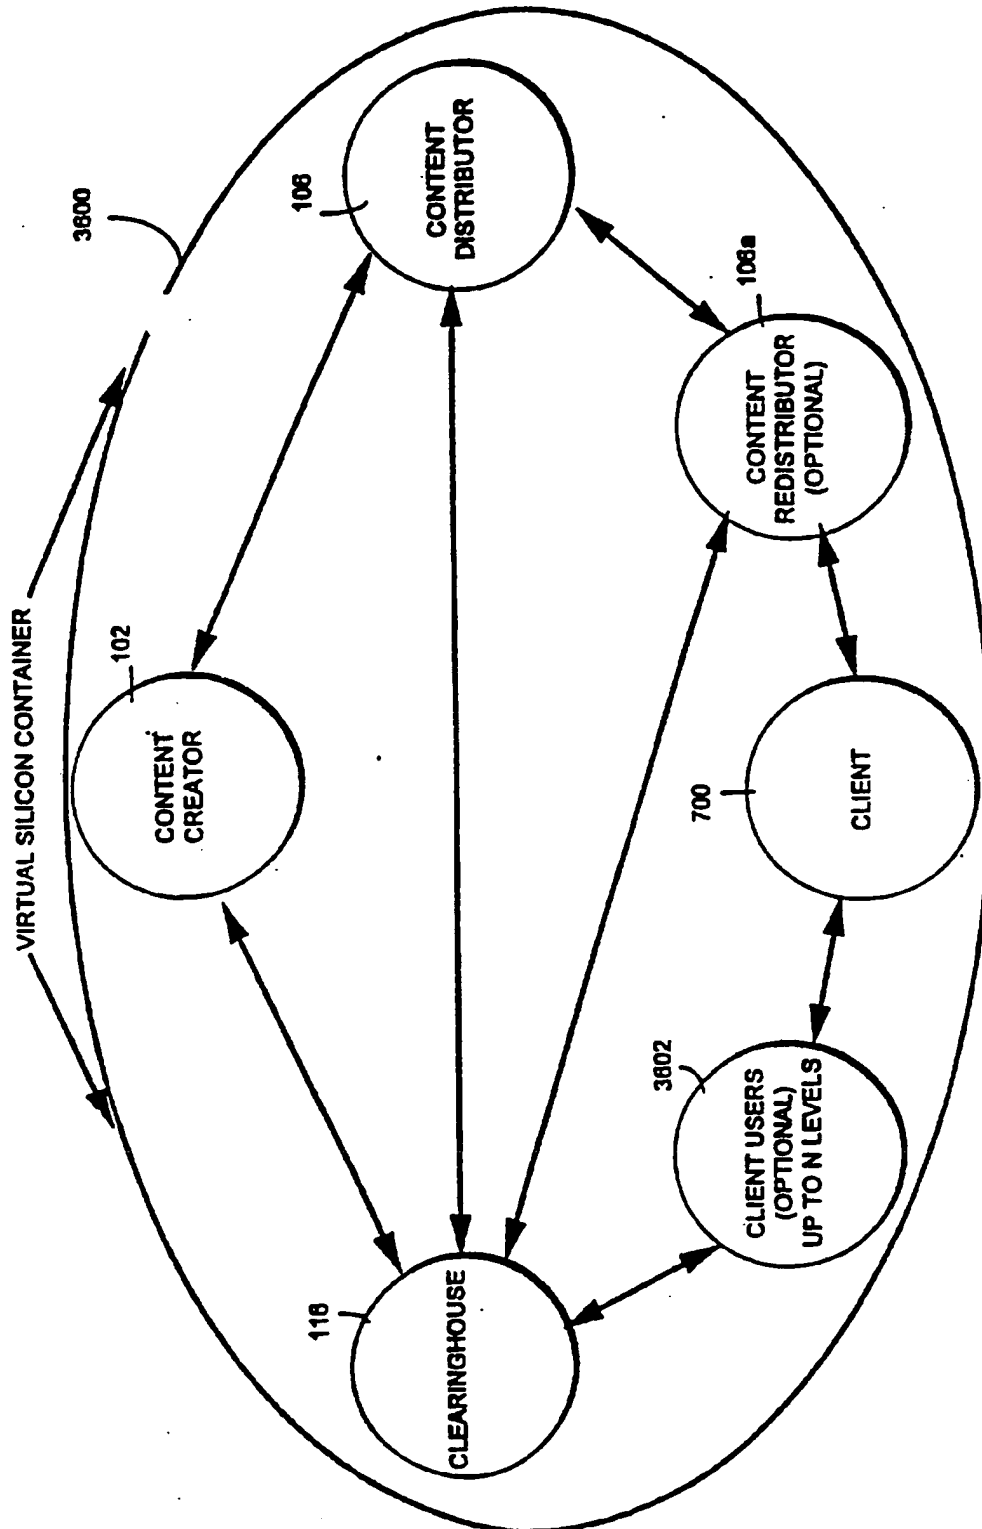 VIRTUAL SILICON CONTAINER
3600
102
CONTENT
CREATOR
106
CONTENT
DISTRIBUTOR
116
CLEARINGHOUSE
106a
CONTENT
REDISTRIBUTOR
(OPTIONAL)
3602
CLIENT USERS
(OPTIONAL)
UP TO N LEVELS
700
CLIENT